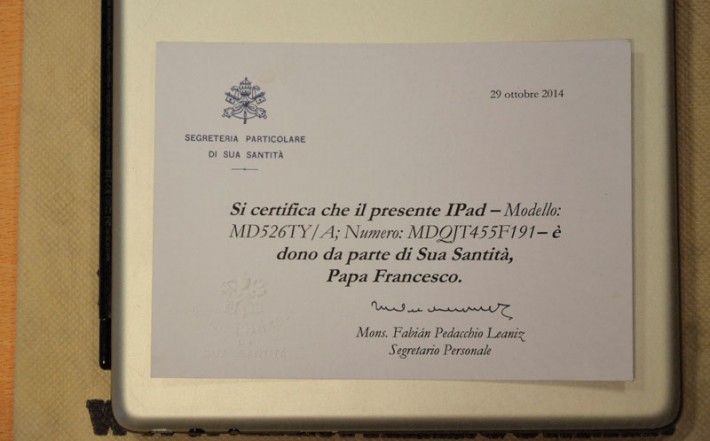 29 ottobre 2014
SEGRETERIA PARTICOLARE
DI SUA SANTITÀ
Si certifica che il presente IPad – Modello:
MD526TY/A; Numero: MDQJT455F191– è
dono da parte di Sua Santità,
Papa Francesco.
Mons. Fabián Pedacchio Leaniz
Segretario Personale